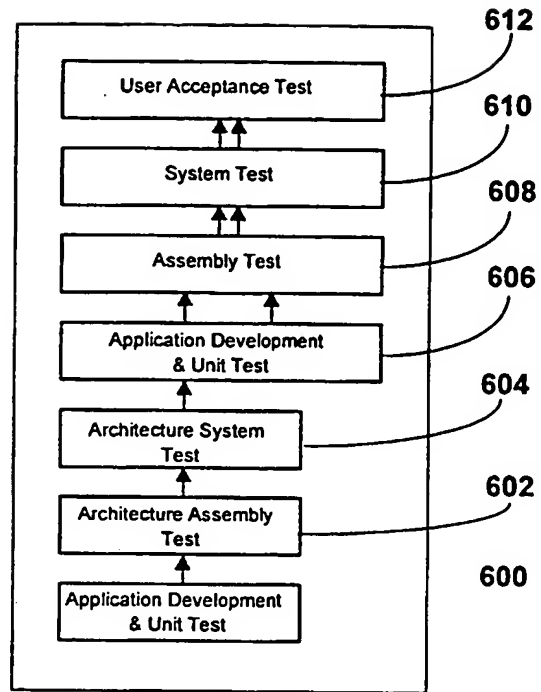 612
User Acceptance Test
610
System Test
608
Assembly Test
606
Application Development
& Unit Test
604
Architecture System
Test
602
Architecture Assembly
Test
600
Application Development
& Unit Test